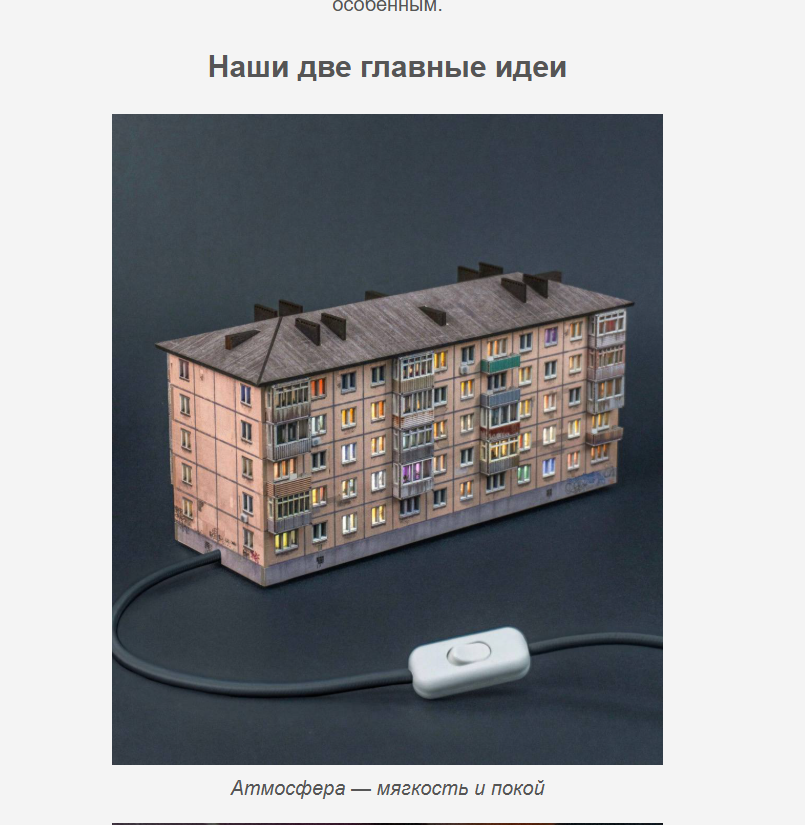 особенным.
Наши две главные идеи
Атмосфера — мягкость и покой